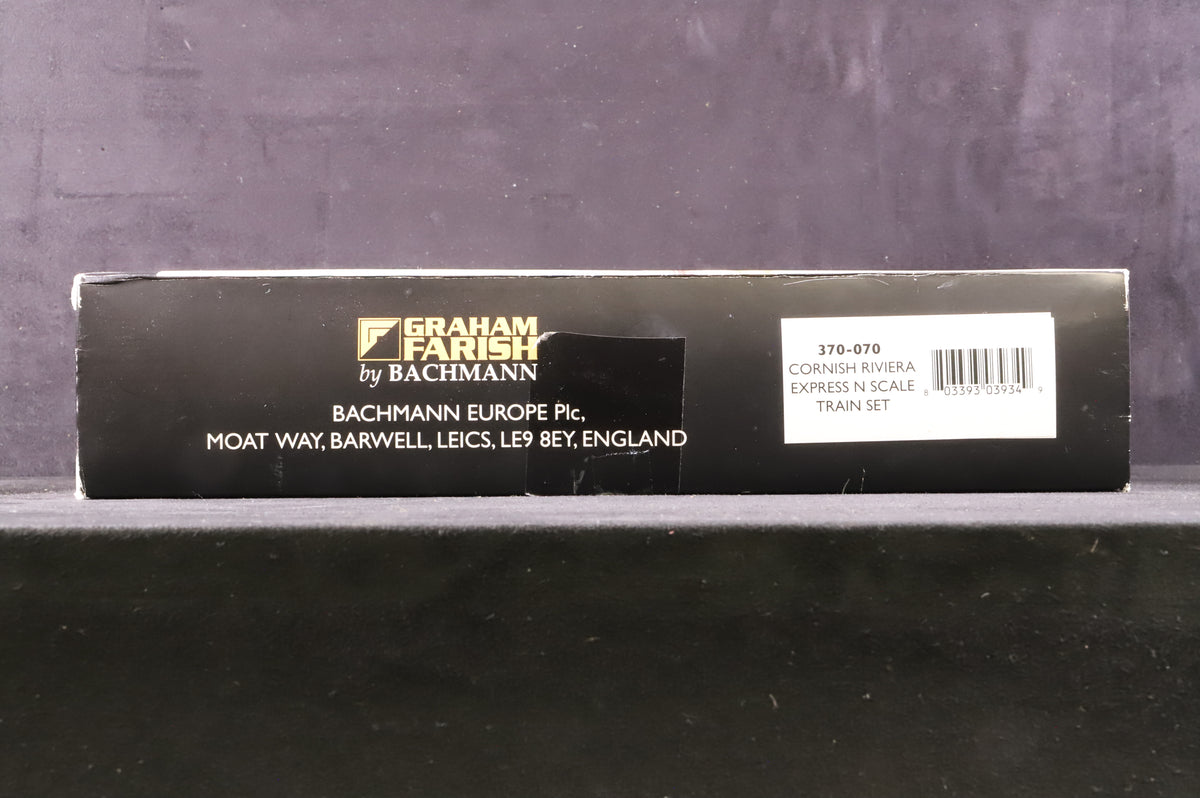 GRAHAM
FARISH
by BACHMANN
BACHMANN EUROPE Plc,
MOAT WAY, BARWELL, LEICS, LE9 8EY, ENGLAND
370-070
CORNISH RIVIERA
EXPRESS N SCALE
TRAIN SET
8 03393 03934 9